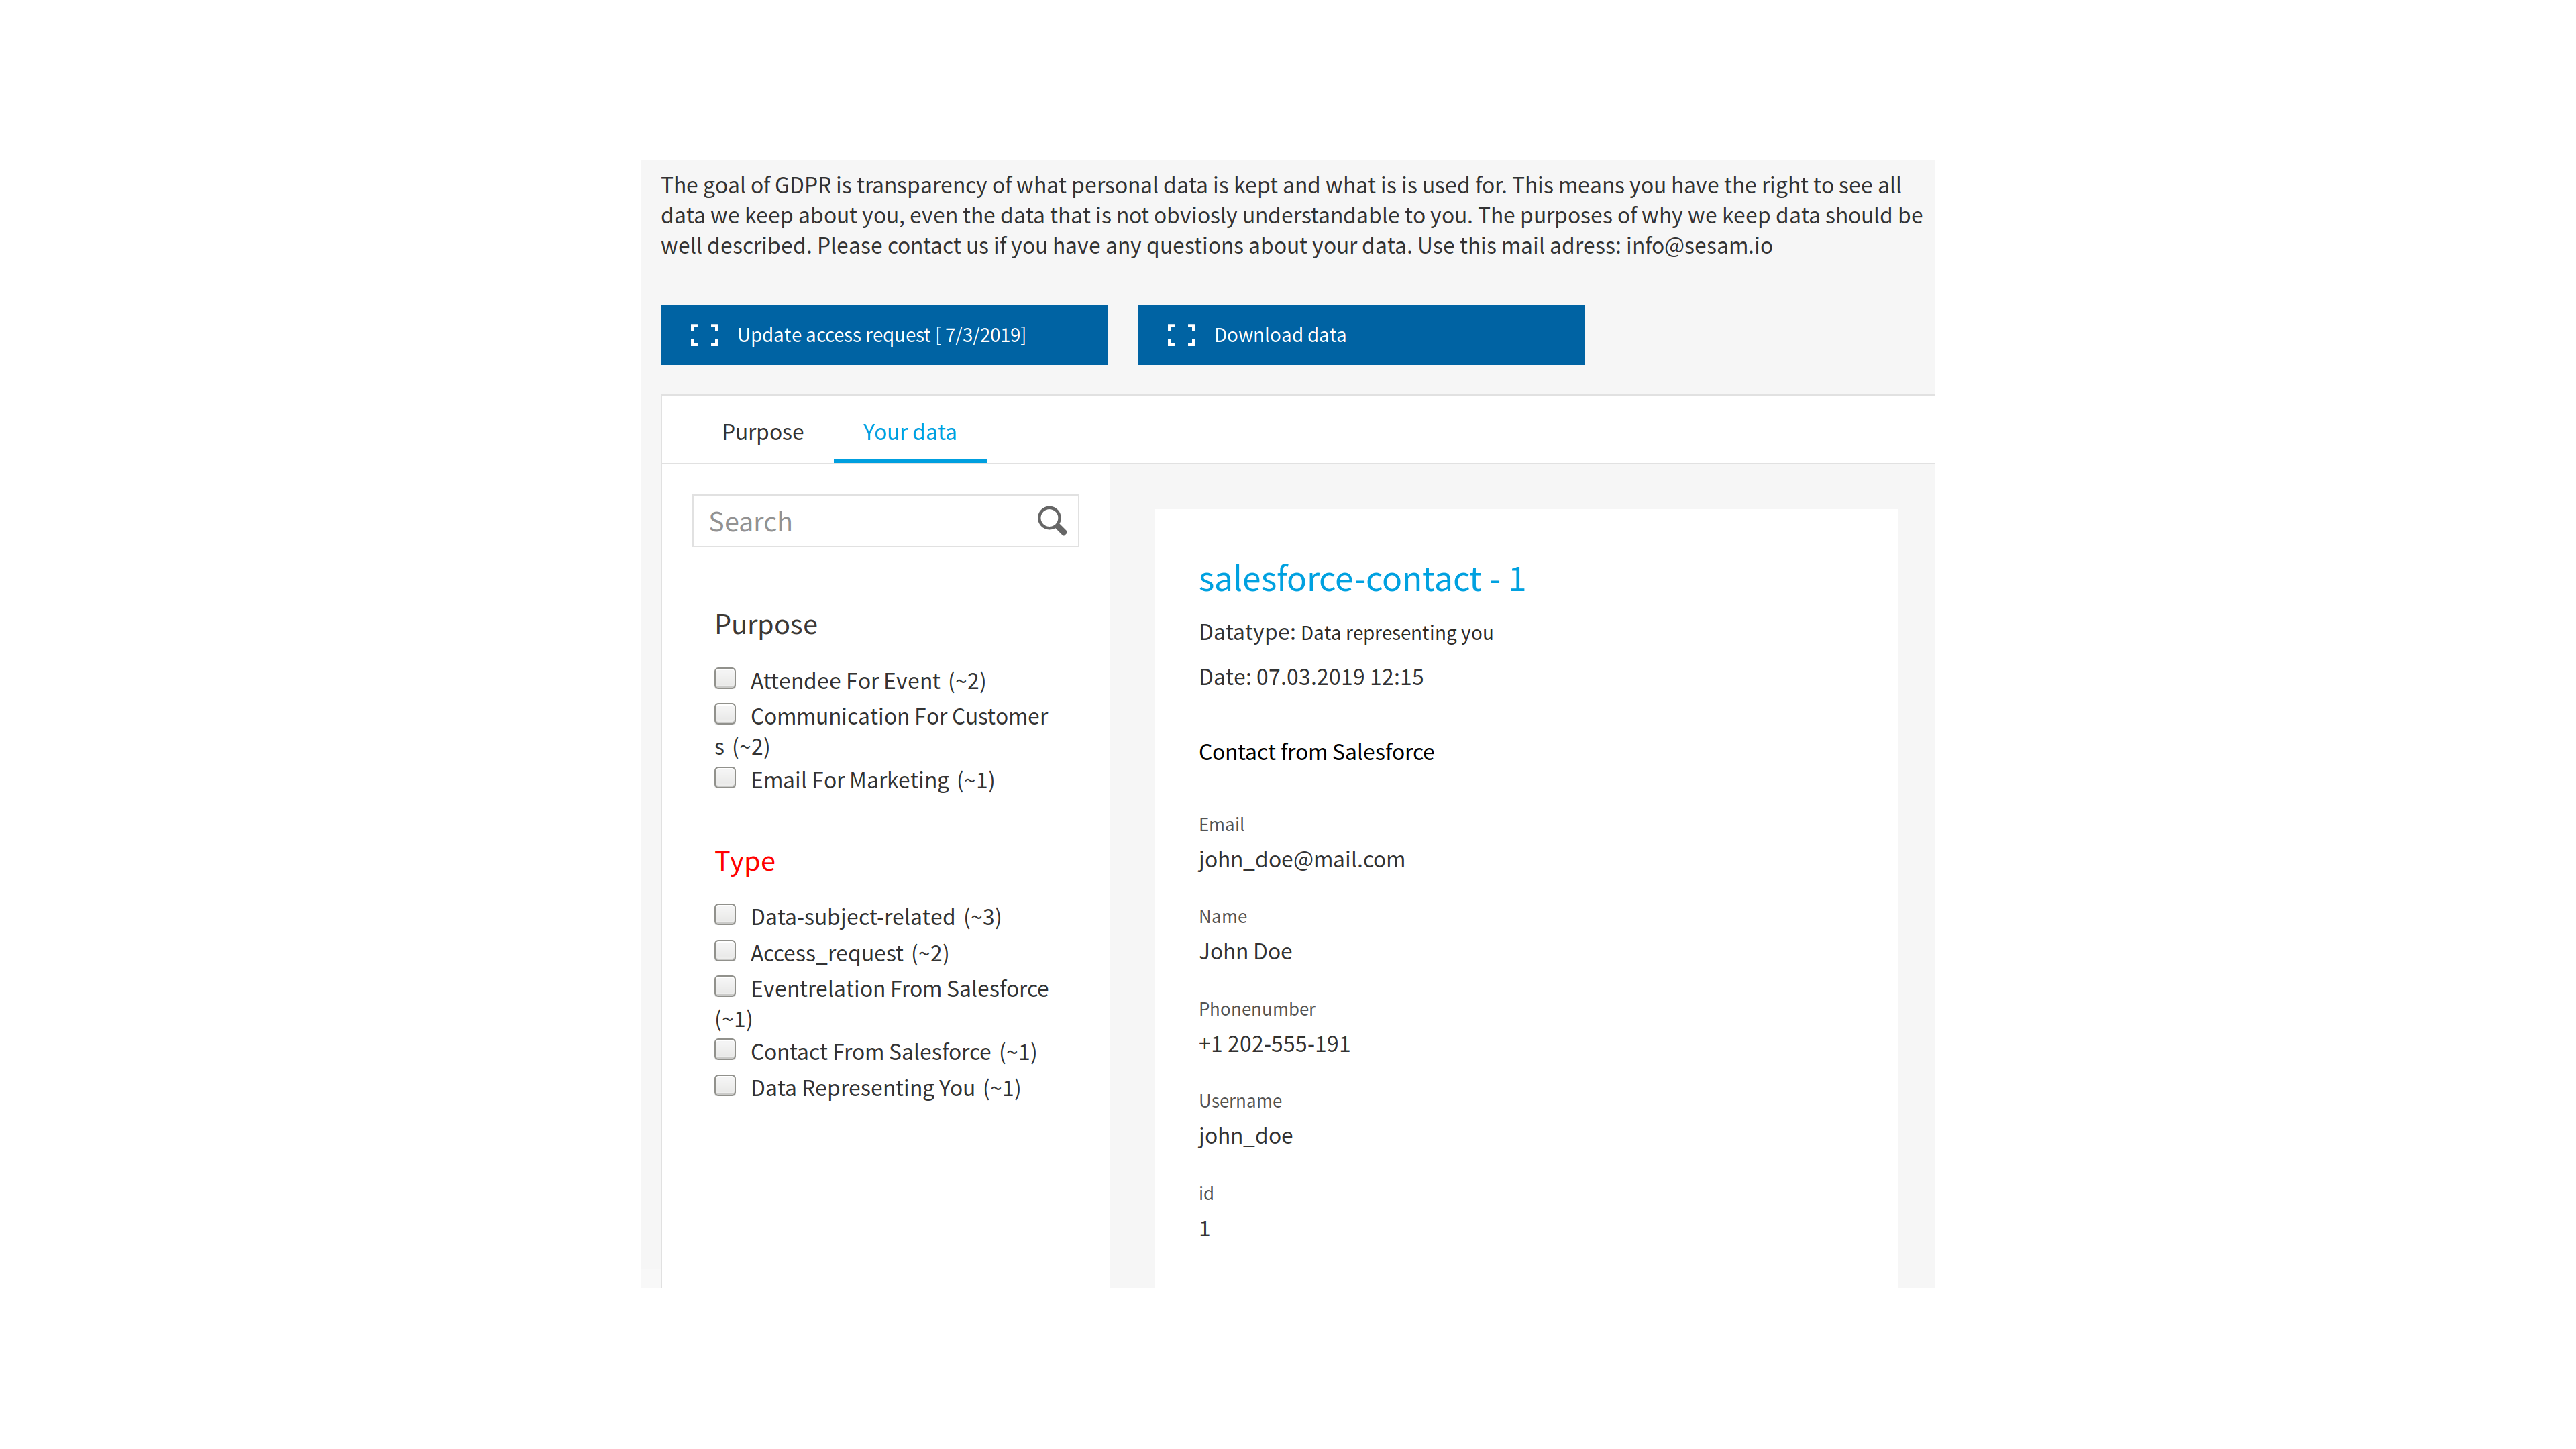 The goal of GDPR is transparency of what personal data is kept and what is is used for. This means you have the right to see all
data we keep about you, even the data that is not obviosly understandable to you. The purposes of why we keep data should be
well described. Please contact us if you have any questions about your data. Use this mail adress: info@sesam.io
Update access request [ 7/3/2019]
Download data
Purpose
Your data
Search
Purpose
Attendee For Event (~2)
Communication For Customer
s (~2)
Email For Marketing (~1)
Type
Data-subject-related (~3)
Access_request (~2)
Eventrelation From Salesforce
(~1)
Contact From Salesforce (~1)
Data Representing You (~1)
salesforce-contact - 1
Datatype: Data representing you
Date: 07.03.2019 12:15
Contact from Salesforce
Email
john_doe@mail.com
Name
John Doe
Phonenumber
+1 202-555-191
Username
john_doe
id
1